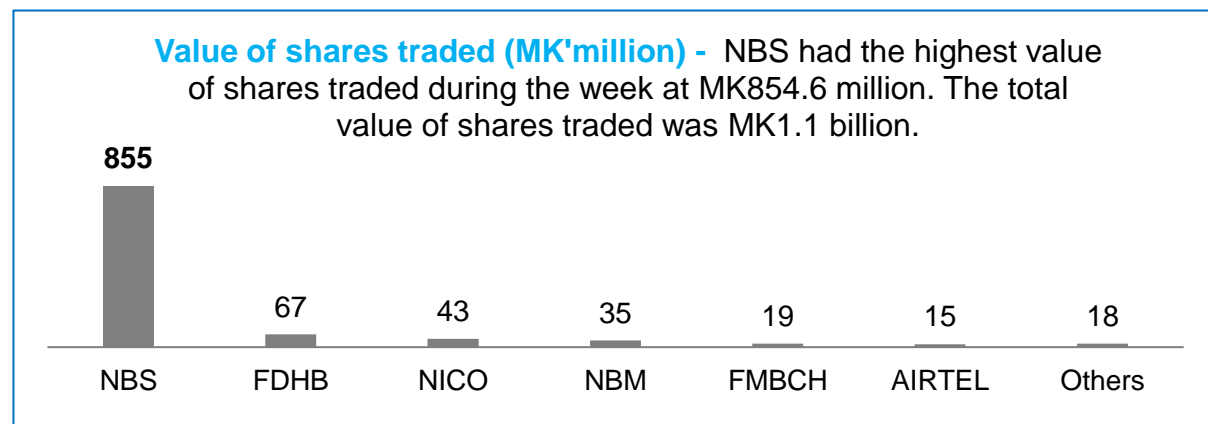 Value of shares traded (MK'million) - NBS had the highest value
of shares traded during the week at MK854.6 million. The total
value of shares traded was MK1.1 billion.
855
67
43
35
19
15
18
NBS
FDHB
NICO
NBM
FMBCH
AIRTEL
Others